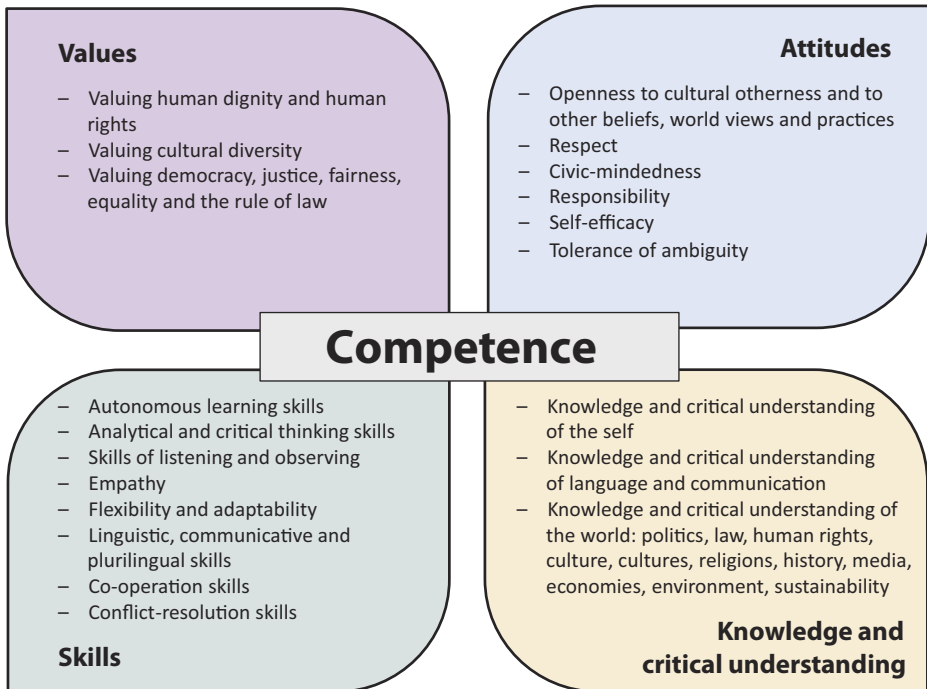 Values
– Valuing human dignity and human
rights
– Valuing cultural diversity
– Valuing democracy, justice, fairness,
equality and the rule of law
Attitudes
– Openness to cultural otherness and to
other beliefs, world views and practices
– Respect
– Civic-mindedness
– Responsibility
– Self-efficacy
– Tolerance of ambiguity
Competence
– Autonomous learning skills
– Analytical and critical thinking skills
– Skills of listening and observing
– Empathy
– Flexibility and adaptability
– Linguistic, communicative and
plurilingual skills
– Co-operation skills
– Conflict-resolution skills
Skills
– Knowledge and critical understanding
of the self
– Knowledge and critical understanding
of language and communication
– Knowledge and critical understanding of
the world: politics, law, human rights,
culture, cultures, religions, history, media,
economies, environment, sustainability
Knowledge and
critical understanding